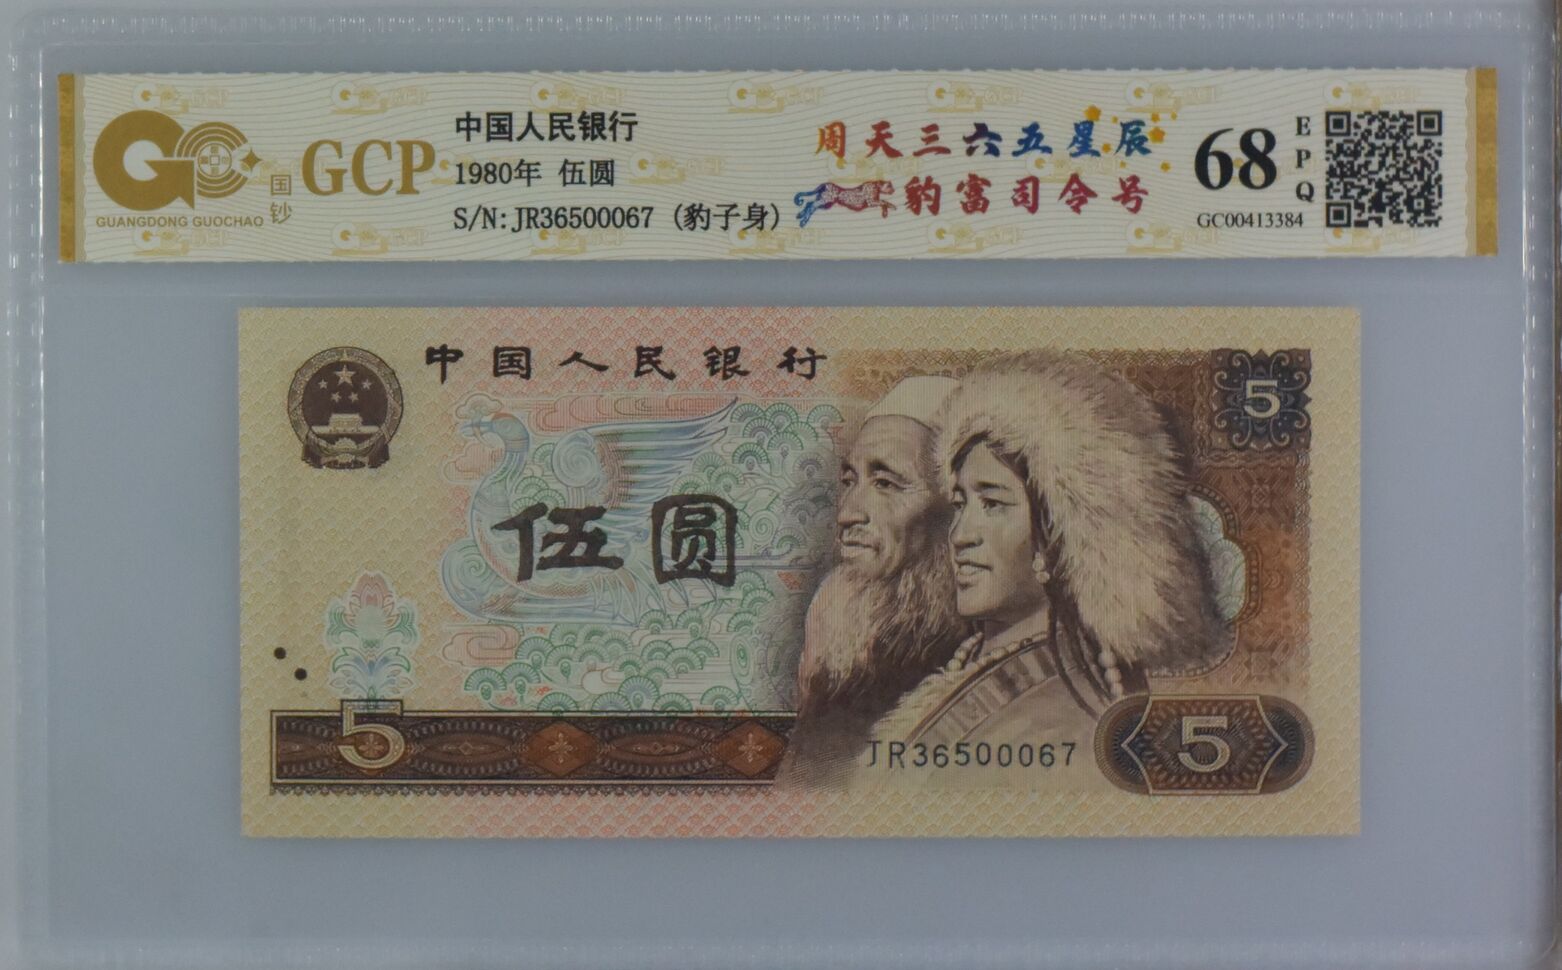 GUANGDONG GUOCHAO
国钞
GCP
中国人民银行
1980年 伍圆
S/N: JR36500067 (豹子身)
周天三六五星辰
豹富司令号
68
EPQ
GC00413384
中国人民银行
5
伍圆
5
JR36500067
5